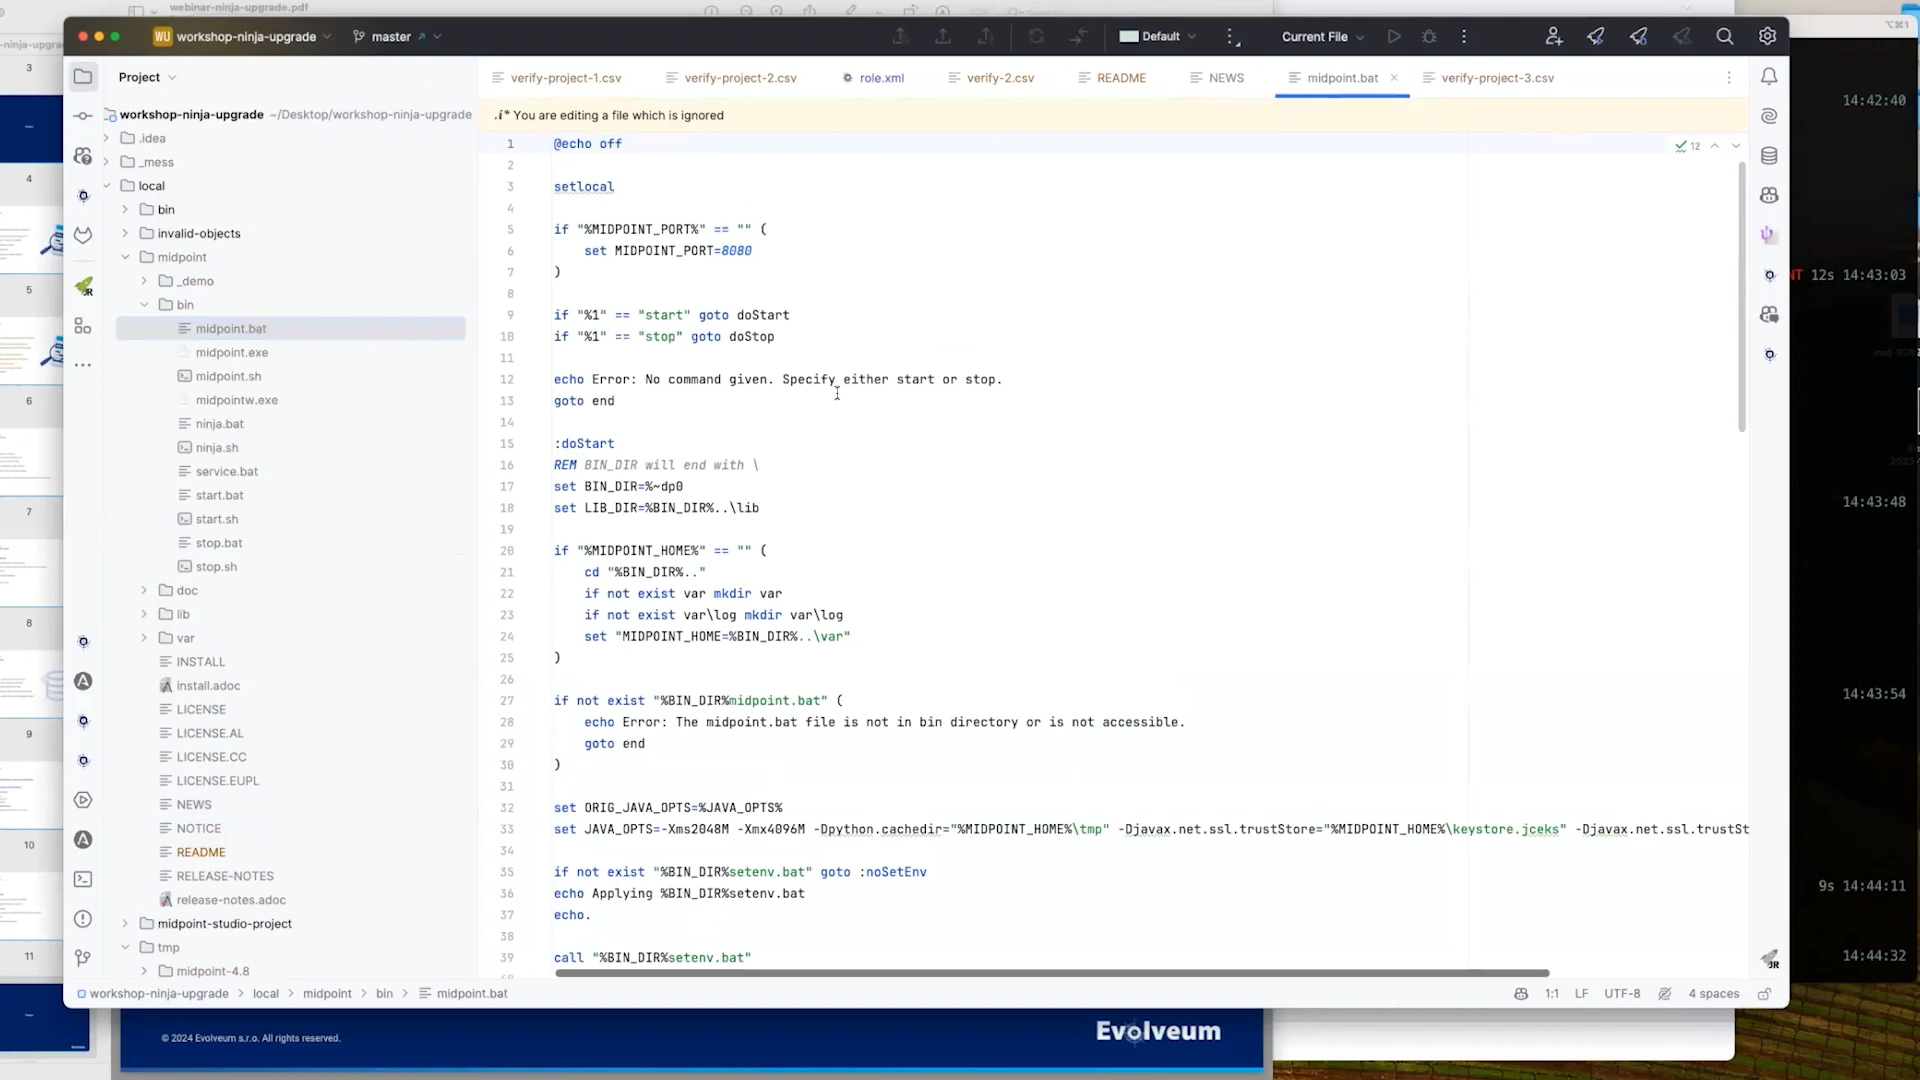 webinar-ninja-upgrade.pdf
workshop-ninja-upgrade
master
Default
Current File
Project
verify-project-1.csv
verify-project-2.csv
role.xml
verify-2.csv
README
NEWS
midpoint.bat
verify-project-3.csv
You are editing a file which is ignored
workshop-ninja-upgrade ~/Desktop/workshop-ninja-upgrade
.idea
_mess
local
bin
invalid-objects
midpoint
_demo
bin
midpoint.bat
midpoint.exe
midpoint.sh
midpointw.exe
ninja.bat
ninja.sh
service.bat
start.bat
start.sh
stop.bat
stop.sh
doc
lib
var
INSTALL
install.adoc
LICENSE
LICENSE.AL
LICENSE.CC
LICENSE.EUPL
NEWS
NOTICE
README
RELEASE-NOTES
release-notes.adoc
midpoint-studio-project
tmp
midpoint-4.8
12
1 @echo off
2
3 setlocal
4
5 if "%MIDPOINT_PORT%" == "" (
6 set MIDPOINT_PORT=8080
7 )
8
9 if "%1" == "start" goto doStart
10 if "%1" == "stop" goto doStop
11
12 echo Error: No command given. Specify either start or stop.
13 goto end
14
15 :doStart
16 REM BIN_DIR will end with \
17 set BIN_DIR=%~dp0
18 set LIB_DIR=%BIN_DIR%..\lib
19
20 if "%MIDPOINT_HOME%" == "" (
21 cd "%BIN_DIR%.."
22 if not exist var mkdir var
23 if not exist var\log mkdir var\log
24 set "MIDPOINT_HOME=%BIN_DIR%..\var"
25 )
26
27 if not exist "%BIN_DIR%midpoint.bat" (
28 echo Error: The midpoint.bat file is not in bin directory or is not accessible.
29 goto end
30 )
31
32 set ORIG_JAVA_OPTS=%JAVA_OPTS%
33 set JAVA_OPTS=-Xms2048M -Xmx4096M -Dpython.cachedir="%MIDPOINT_HOME%\tmp" -Djavax.net.ssl.trustStore="%MIDPOINT_HOME%\keystore.jceks" -Djavax.net.ssl.trustSt
34
35 if not exist "%BIN_DIR%setenv.bat" goto :noSetEnv
36 echo Applying %BIN_DIR%setenv.bat
37 echo.
38
39 call "%BIN_DIR%setenv.bat"
workshop-ninja-upgrade > local > midpoint > bin > midpoint.bat
1:1 LF UTF-8 4 spaces
3
4
5
6
7
8
9
10
11
14:42:40
NT 12s 14:43:03
14:43:48
14:43:54
9s 14:44:11
14:44:32
© 2024 Evolveum s.r.o. All rights reserved.
Evolveum